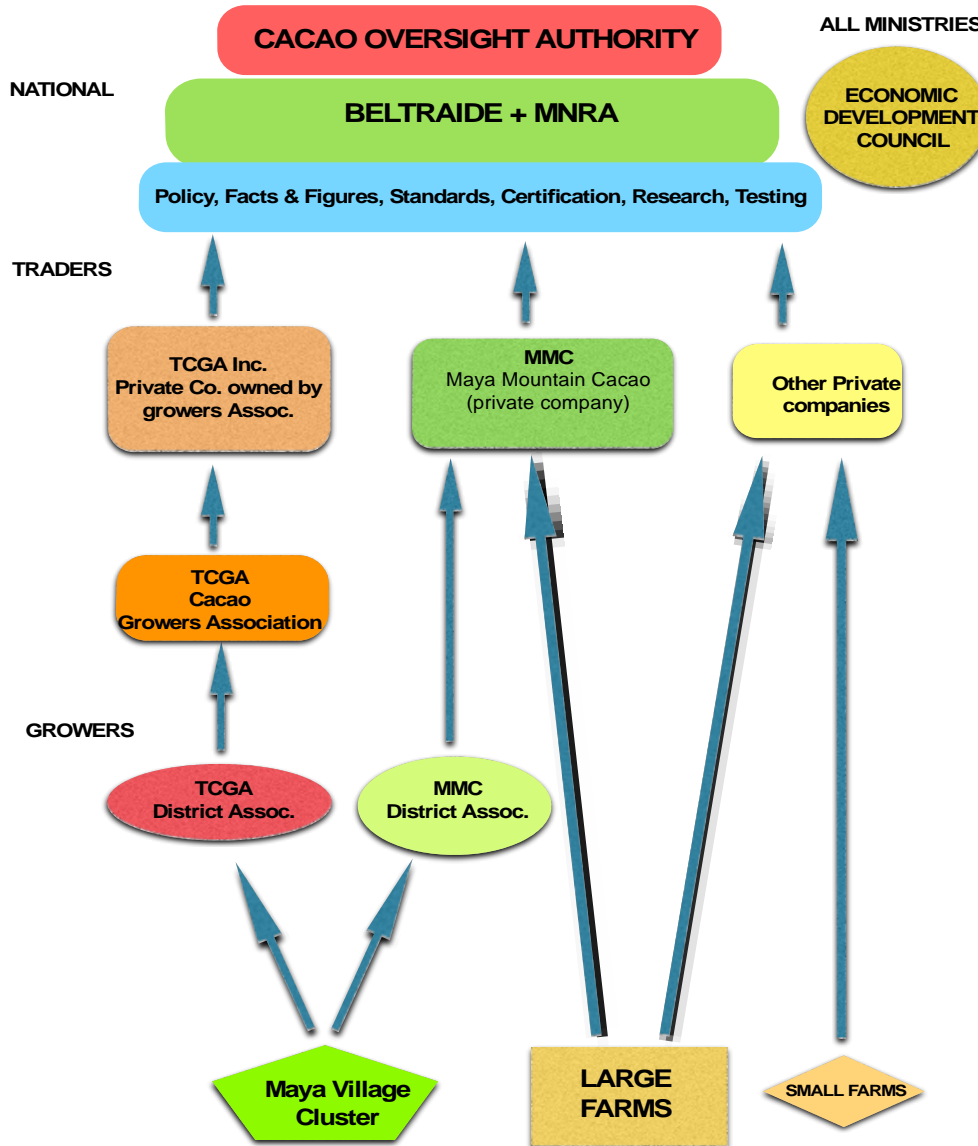 CACAO OVERSIGHT AUTHORITY
ALL MINISTRIES
NATIONAL
BELTRAIDE + MNRA
ECONOMIC
DEVELOPMENT
COUNCIL
Policy, Facts & Figures, Standards, Certification, Research, Testing
TRADERS
TCGA Inc.
Private Co. owned by
growers Assoc.
MMC
Maya Mountain Cacao
(private company)
Other Private
companies
TCGA
Cacao
Growers Association
GROWERS
TCGA
District Assoc.
MMC
District Assoc.
Maya Village
Cluster
LARGE
FARMS
SMALL FARMS